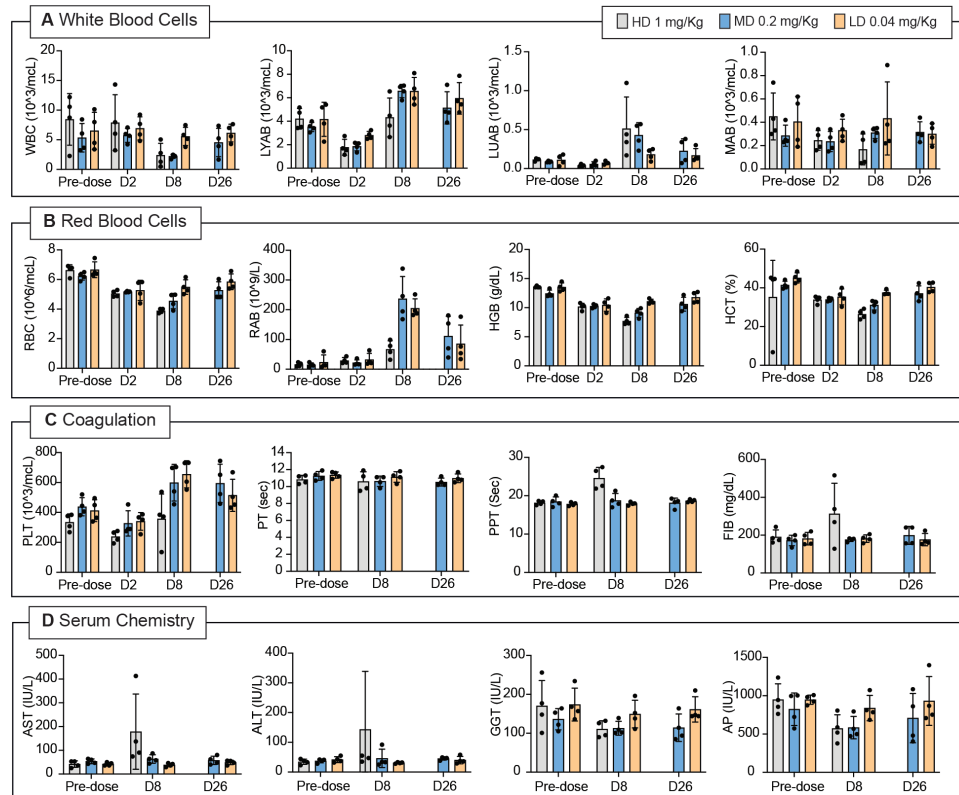 A White Blood Cells
HD 1 mg/Kg MD 0.2 mg/Kg LD 0.04 mg/Kg
WBC (10^3/mcL)
20
15
10
5
0
Pre-dose D2 D8 D26
LYAB (10^3/mcL)
10
8
6
4
2
0
Pre-dose D2 D8 D26
LUAB (10^3/mcL)
1.5
1.0
0.5
0.0
Pre-dose D2 D8 D26
MAB (10^3/mcL)
1.0
0.8
0.6
0.4
0.2
0.0
Pre-dose D2 D8 D26
B Red Blood Cells
RBC (10^6/mcL)
8
6
4
2
0
Pre-dose D2 D8 D26
RAB (10^9/L)
400
300
200
100
0
Pre-dose D2 D8 D26
HGB (g/dL)
20
15
10
5
0
Pre-dose D2 D8 D26
HCT (%)
60
40
20
0
Pre-dose D2 D8 D26
C Coagulation
PLT (10^3/mcL)
800
600
400
200
0
Pre-dose D2 D8 D26
PT (sec)
14
12
10
8
6
4
2
0
Pre-dose D8 D26
PPT (Sec)
30
20
10
0
Pre-dose D8 D26
FIB (mg/dL)
600
400
200
0
Pre-dose D8 D26
D Serum Chemistry
AST (IU/L)
500
400
300
200
100
0
Pre-dose D8 D26
ALT (IU/L)
400
300
200
100
0
Pre-dose D8 D26
GGT (IU/L)
300
200
100
0
Pre-dose D8 D26
AP (IU/L)
1500
1000
500
0
Pre-dose D8 D26